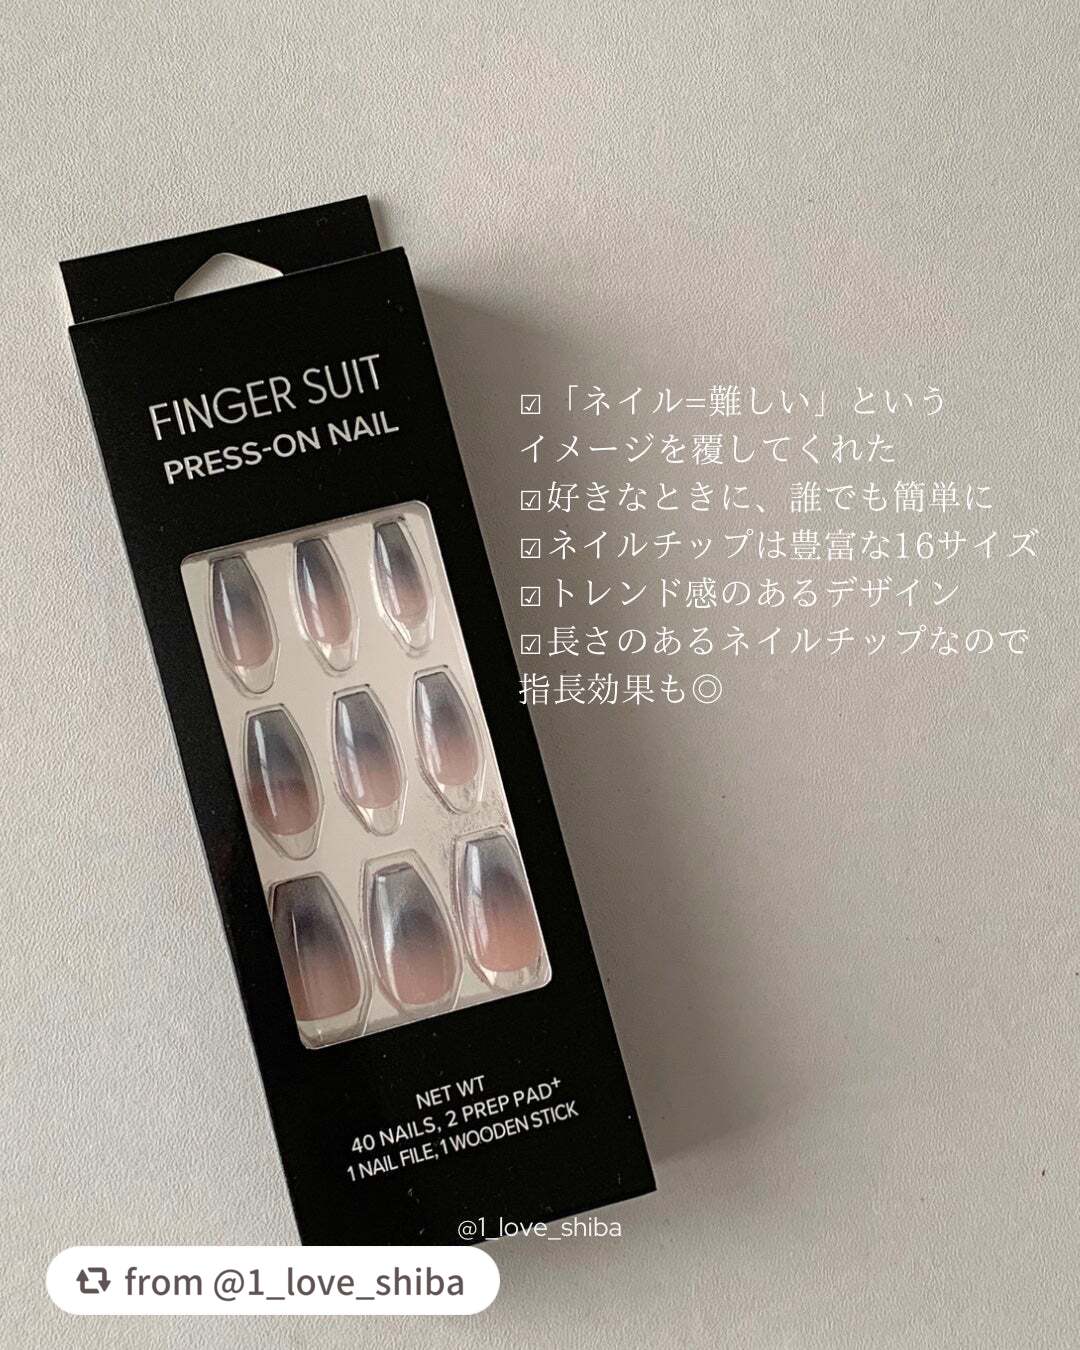 FINGER SUIT
PRESS-ON NAIL
☑「ネイル=難しい」という
イメージを覆してくれた
☑好きなときに、誰でも簡単に
☑ネイルチップは豊富な16サイズ
☑トレンド感のあるデザイン
☑長さのあるネイルチップなので
指長効果も◎
NET WT
40 NAILS, 2 PREP PAD+
1 NAIL FILE, 1 WOODEN STICK
@1_love_shiba
from @1_love_shiba